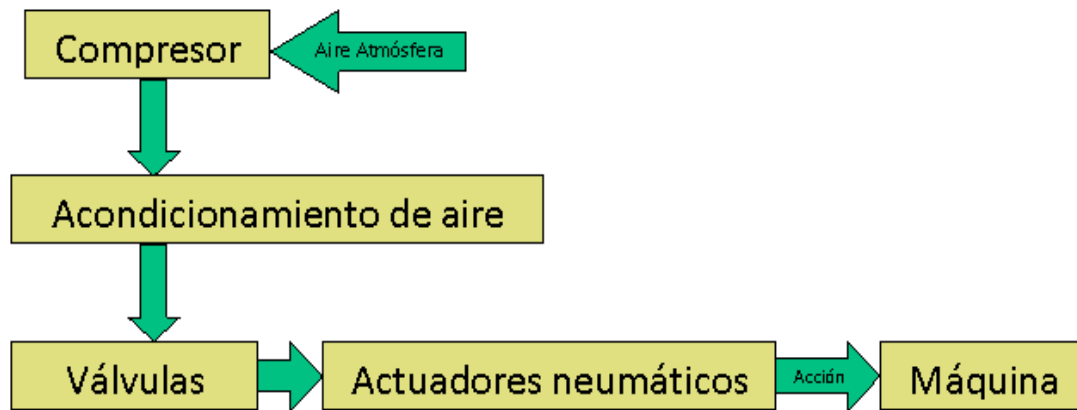 Compresor
Aire Atmósfera
Acondicionamiento de aire
Válvulas
Actuadores neumáticos
Acción
Máquina